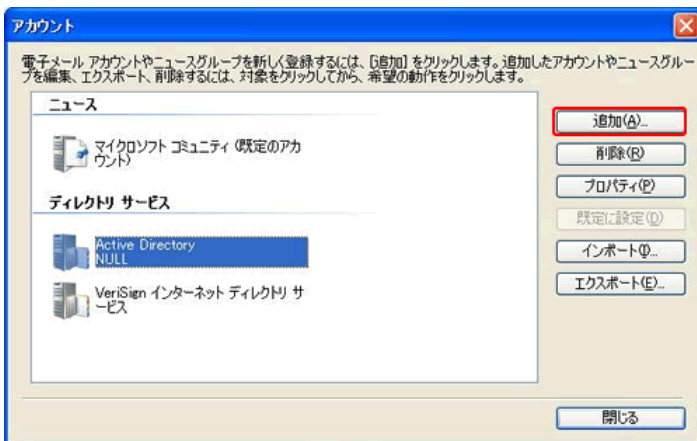 アカウント
電子メール アカウントやニュースグループを新しく登録するには、[追加] をクリックします。追加したアカウントやニュースグルー
プを編集、エクスポート、削除するには、対象をクリックしてから、希望の動作をクリックします。
ニュース
マイクロソフト コミュニティ (既定のアカ
ウント)
ディレクトリ サービス
Active Directory
NULL
VeriSign インターネット ディレクトリ サ
ービス
追加(A)...
削除(R)
プロパティ(P)
既定に設定(D)
インポート(I)...
エクスポート(E)...
閉じる